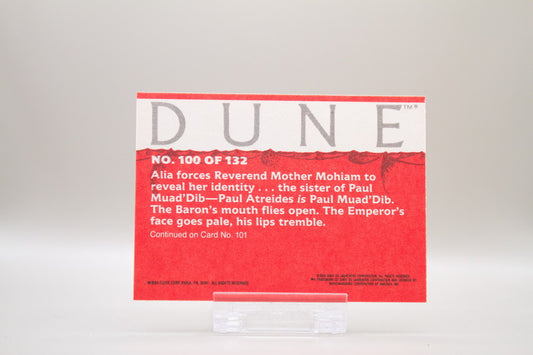 DUNE™
NO. 100 OF 132
Alia forces Reverend Mother Mohiam to
reveal her identity . . . the sister of Paul
Muad'Dib—Paul Atreides is Paul Muad'Dib.
The Baron's mouth flies open. The Emperor's
face goes pale, his lips tremble.
Continued on Card No. 101